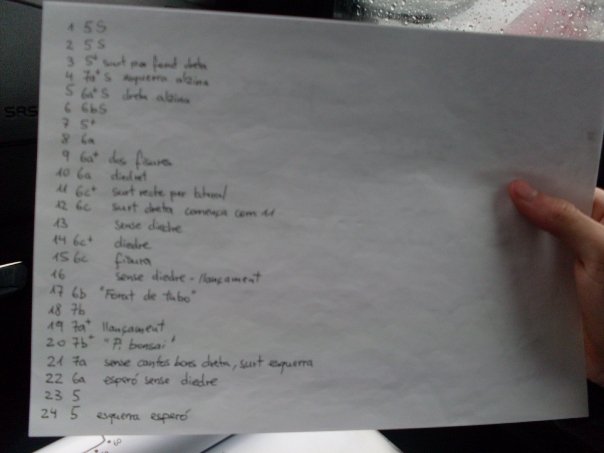 1 5S
2 5S
3 5+ surt per fanal dreta
4 7a+ S esquerra alzina
5 6a+ S dreta alzina
6 6bS
7 5+
8 6a
9 6a+ dos fisures
10 6a diedret
11 6c+ surt recte per lateral
12 6c surt dreta comença com 11
13 sense diedre
14 6c+ diedre
15 6c fisura
16 sense diedre - llançament
17 6b "Forat de tubo"
18 7b
19 7a+ llançament
20 7b+ "P. bonsai"
21 7a sense cantos bons dreta, surt esquerra
22 6a esperó sense diedre
23 5
24 5 esquerra esperó